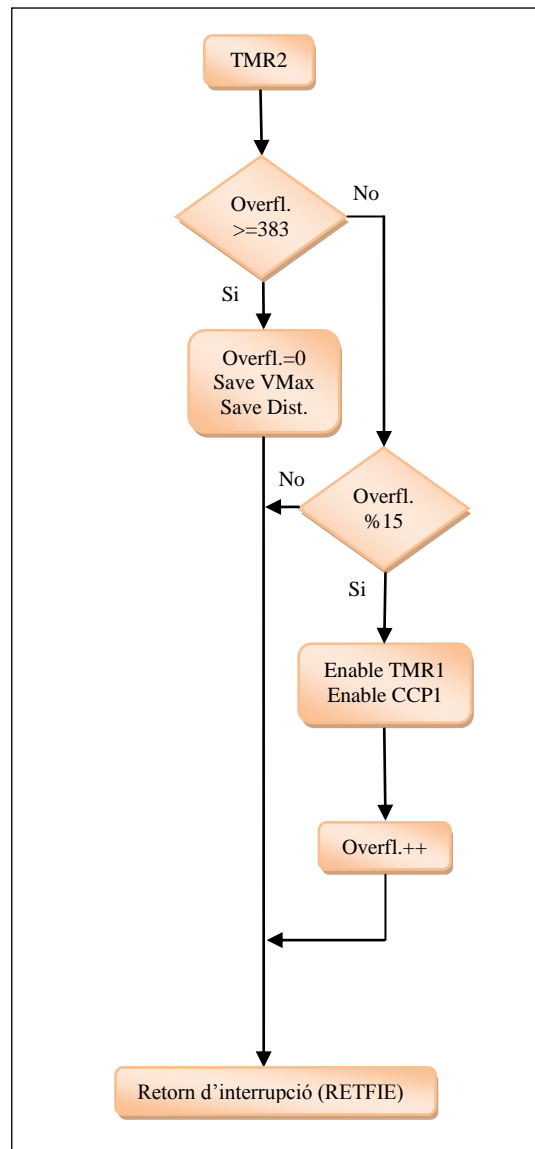 TMR2
Overfl.
>=383
No
Si
Overfl.=0
Save VMax
Save Dist.
No
Overfl.
%15
Si
Enable TMR1
Enable CCP1
Overfl.++
Retorn d’interrupció (RETFIE)